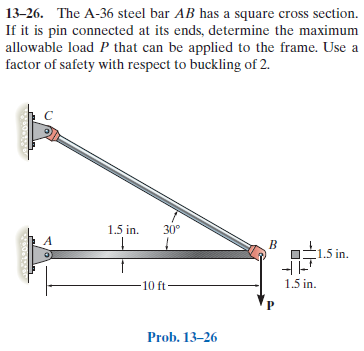 13–26. The A-36 steel bar AB has a square cross section.
If it is pin connected at its ends, determine the maximum
allowable load P that can be applied to the frame. Use a
factor of safety with respect to buckling of 2.
C
1.5 in.
30°
A
B
1.5 in.
10 ft
1.5 in.
P
Prob. 13–26